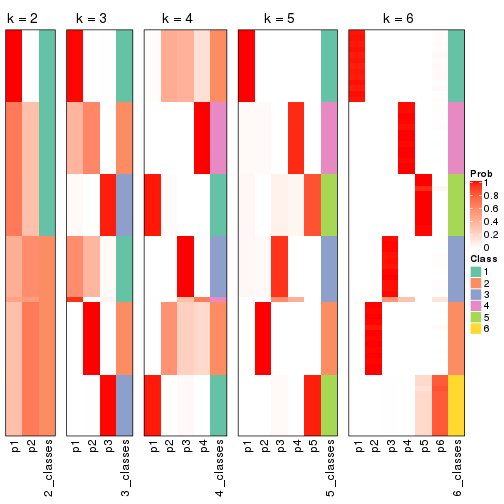 k = 2
k = 3
k = 4
k = 5
k = 6
p1
p2
2_classes
p1
p2
p3
3_classes
p1
p2
p3
p4
4_classes
p1
p2
p3
p4
p5
5_classes
p1
p2
p3
p4
p5
p6
6_classes
Prob
1
0.8
0.6
0.4
0.2
0
Class
1
2
3
4
5
6